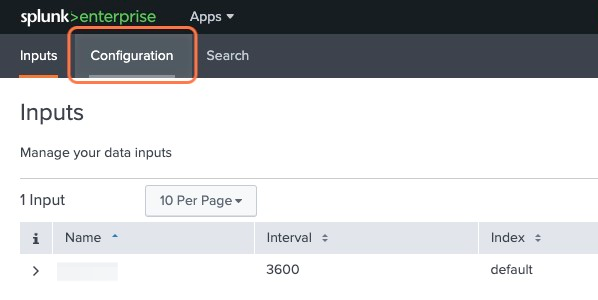 splunk>enterprise Apps
Inputs Configuration Search
Inputs
Manage your data inputs
1 Input 10 Per Page
i Name Interval Index
3600 default